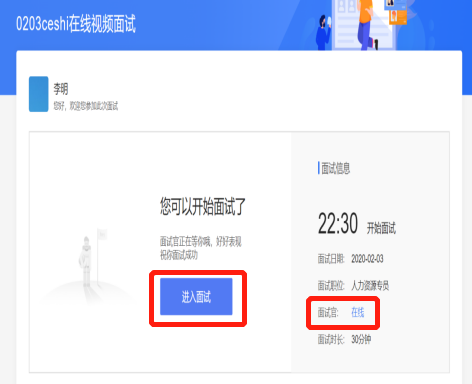 0203ceshi在线视频面试
李明
您好，欢迎您参加此次面试
您可以开始面试了
面试官正在等你哦，好好表现
祝你面试成功
进入面试
面试信息
22:30 开始面试
面试日期: 2020-02-03
面试职位: 人力资源专员
面试官: 在线
面试时长: 30分钟